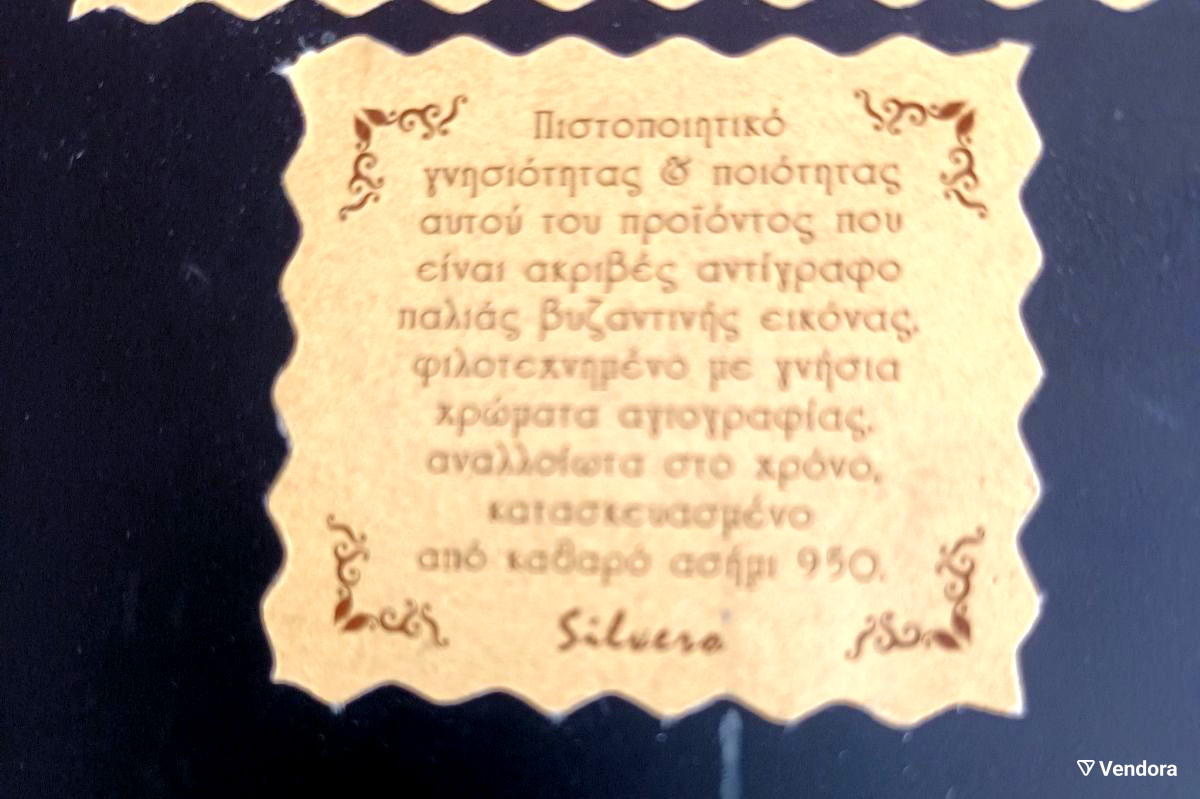 Πιστοποιητικό
γνησιότητας & ποιότητας
αυτού του προϊόντος που
είναι ακριβές αντίγραφο
παλιάς βυζαντινής εικόνας,
φιλοτεχνημένο με γνήσια
χρώματα αγιογραφίας,
αναλλοίωτα στο χρόνο,
κατασκευασμένο
από καθαρό ασήμι 950.
Silvero
Vendora